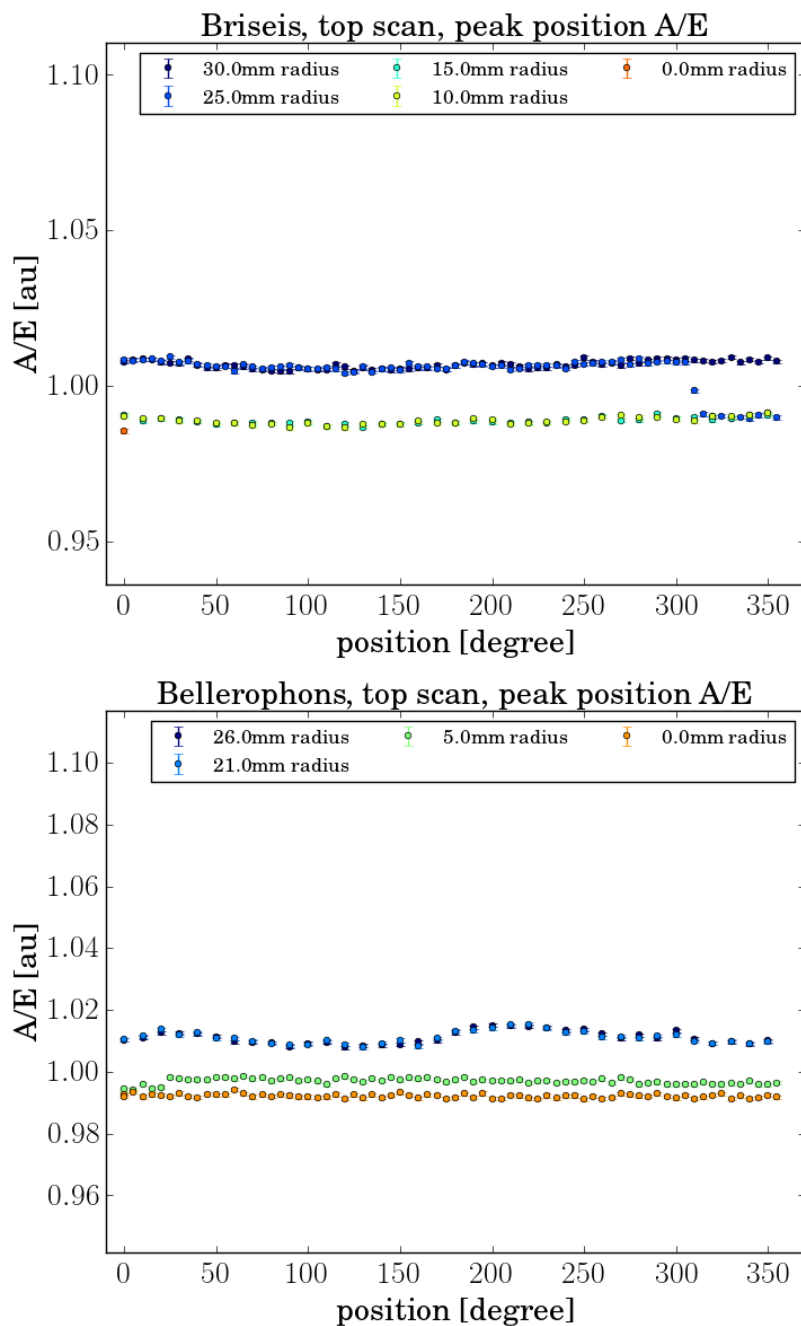 Briseis, top scan, peak position A/E
30.0mm radius 15.0mm radius 0.0mm radius
25.0mm radius 10.0mm radius
1.10
1.05
1.00
0.95
A/E [au]
0 50 100 150 200 250 300 350
position [degree]
Bellerophons, top scan, peak position A/E
26.0mm radius 5.0mm radius 0.0mm radius
21.0mm radius
1.10
1.08
1.06
1.04
1.02
1.00
0.98
0.96
A/E [au]
0 50 100 150 200 250 300 350
position [degree]